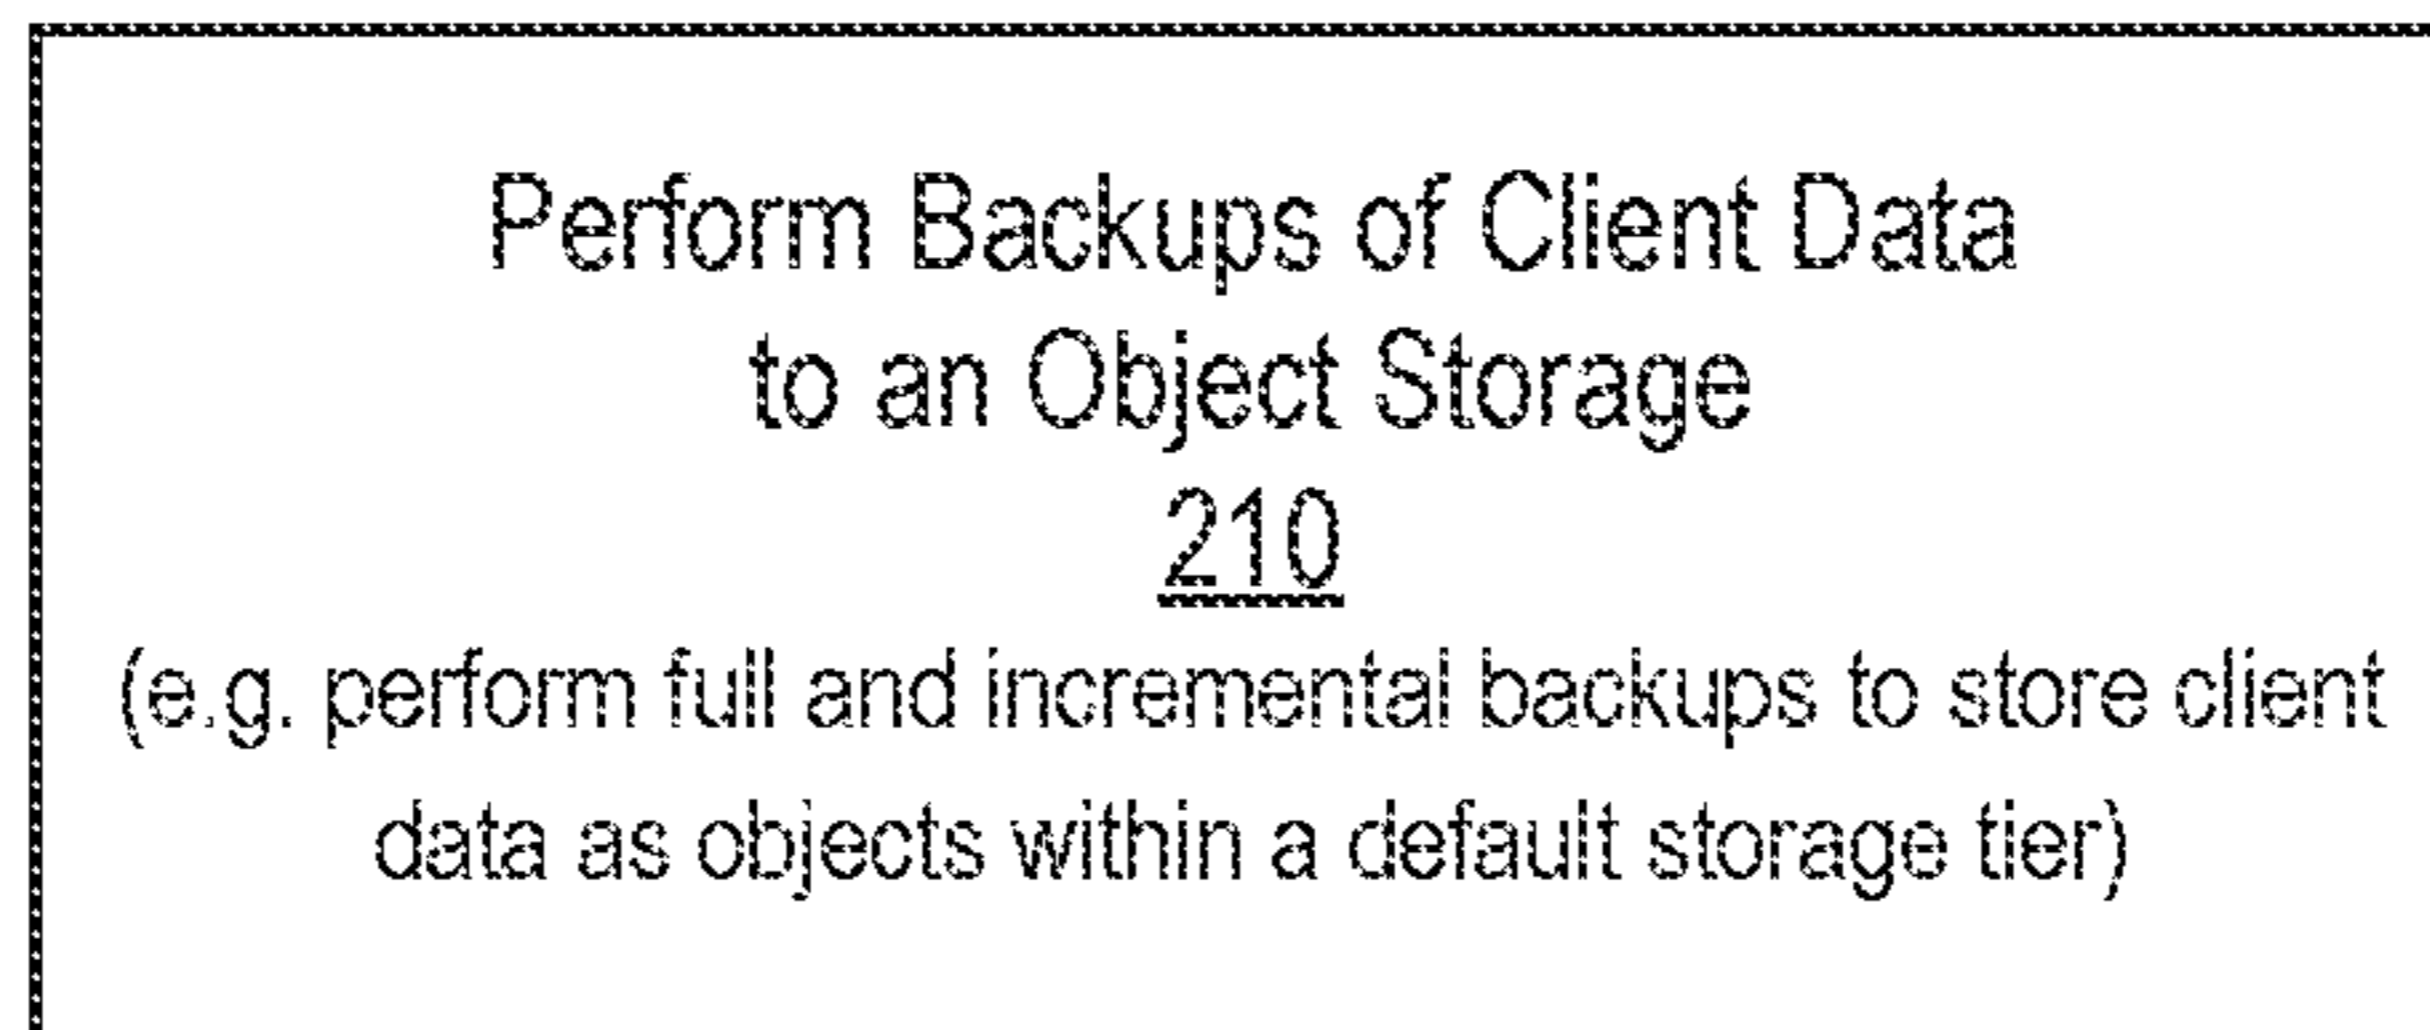 Perform Backups of Client Data
to an Object Storage
210
(e.g. perform full and incremental backups to store client
data as objects within a default storage tier)